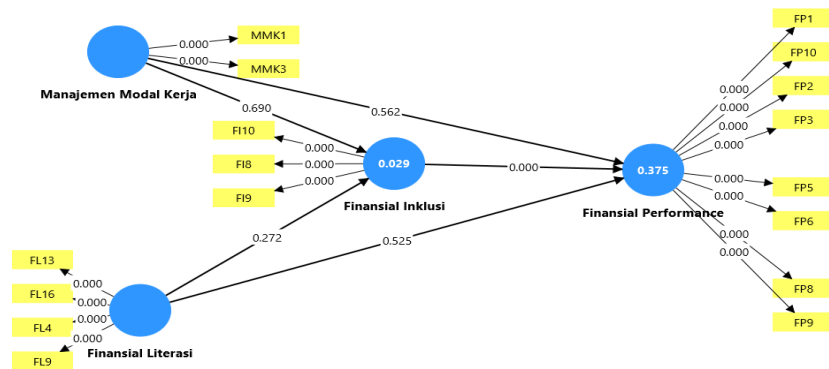 FP1
MMK1
0.000
0.000
MMK3
FP10
Manajemen Modal Kerja
0.000
FP2
0.690
0.562
0.000
0.000
FP3
FI10
0.000
0.000
FI8
0.000
0.029
0.000
0.375
0.000
FP5
FI9
0.000
0.000
Finansial Inklusi
Finansial Performance
FP6
0.272
0.525
0.000
0.000
FL13
0.000
FP8
FL16
0.000
0.000
FL4
0.000
FP9
Finansial Literasi
FL9